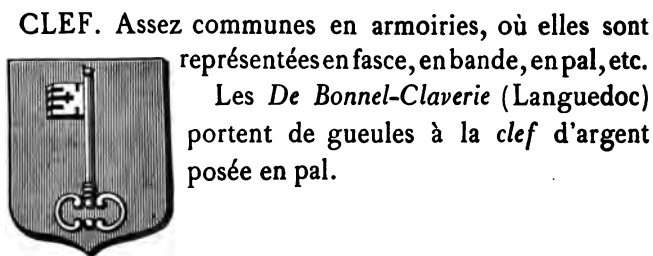 CLEF. Assez communes en armoiries, où elles sont
représentées en fasce, en bande, en pal, etc.
Les De Bonnel-Claverie (Languedoc)
portent de gueules à la clef d'argent
posée en pal.